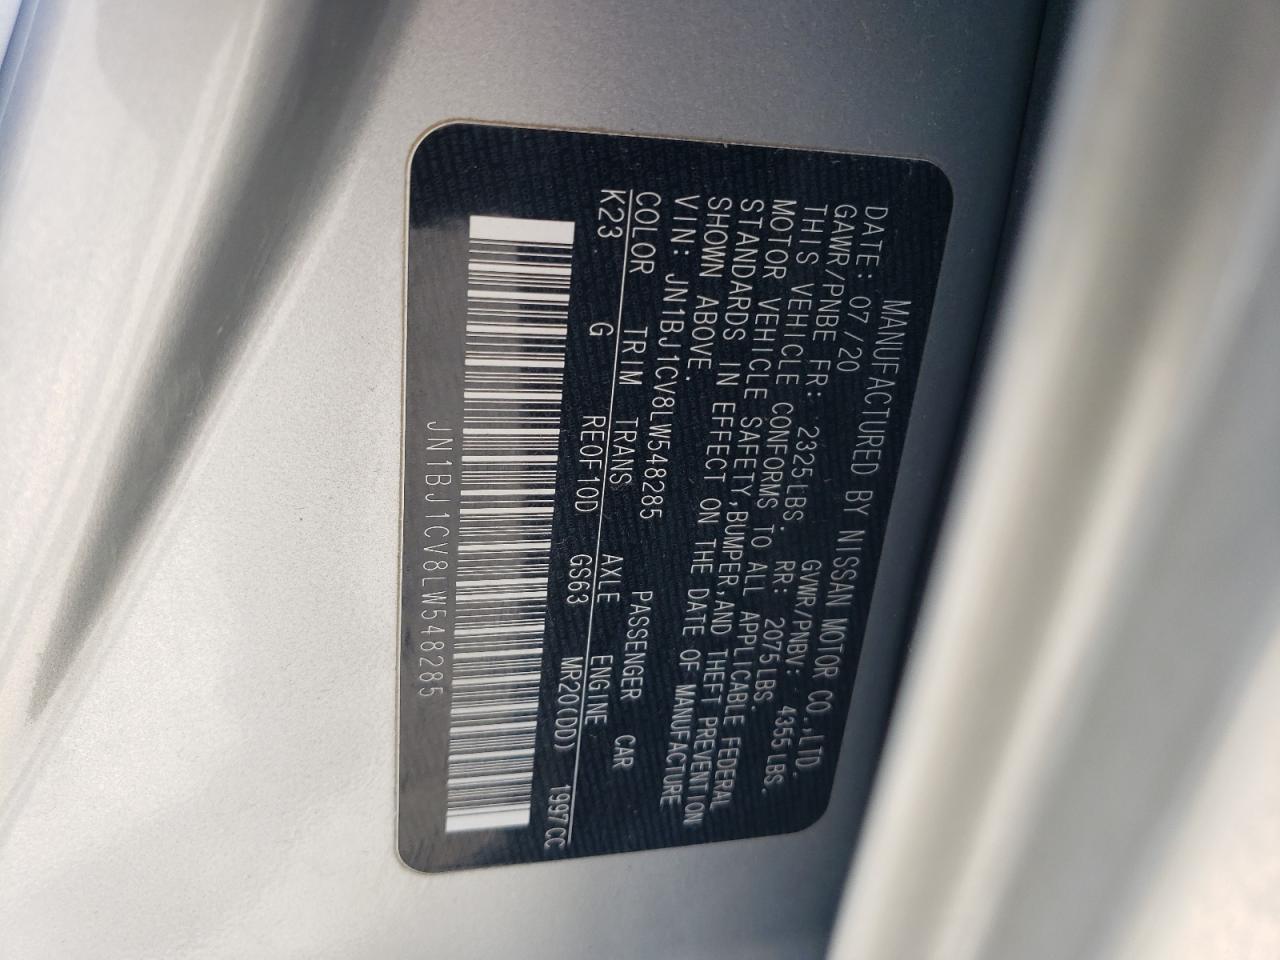 MANUFACTURED BY NISSAN MOTOR CO.,LTD.
DATE: 07/20 GVWR/PNBV: 4355LBS.
GAWR/PNBE FR: 2325LBS. RR: 2075LBS.
THIS VEHICLE CONFORMS TO ALL APPLICABLE FEDERAL
MOTOR VEHICLE SAFETY,BUMPER,AND THEFT PREVENTION
STANDARDS IN EFFECT ON THE DATE OF MANUFACTURE
SHOWN ABOVE.
VIN: JN1BJ1CV8LW548285 PASSENGER CAR
COLOR TRIM TRANS AXLE ENGINE
K23 G RE0F10D GS63 MR20(DD) 1997CC
JN1BJ1CV8LW548285